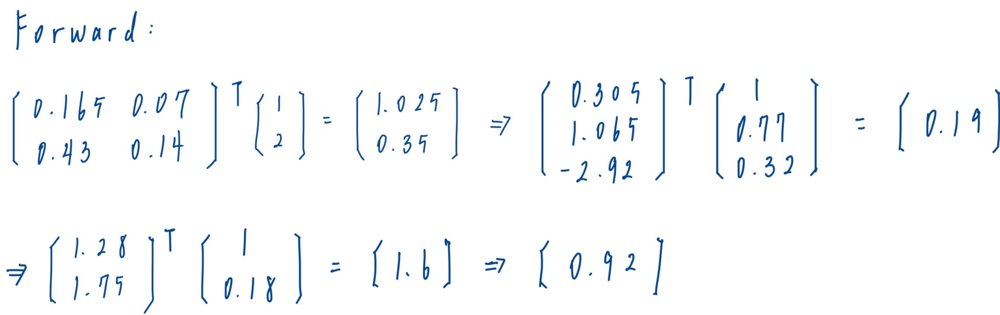 Forward:
[0.165 0.07; 0.43 0.14]ᵀ [1; 2] = [1.025; 0.35] ⇒ [0.305; 1.065; -2.92]ᵀ [1; 0.77; 0.32] = [0.19]
⇒ [1.28; 1.75]ᵀ [1; 0.18] = [1.6] ⇒ [0.92]